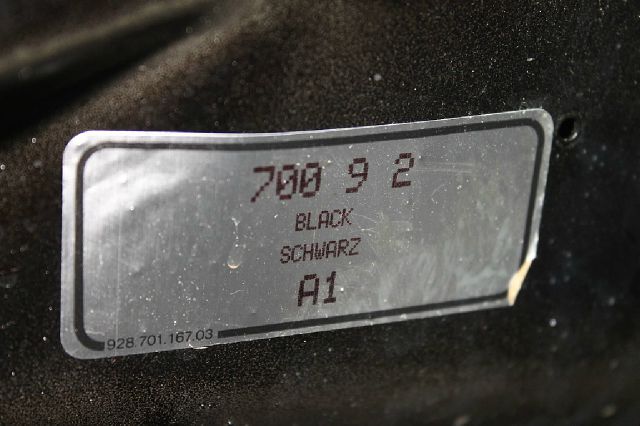 700 9 2
BLACK
SCHWARZ
A1
928.701.167.03